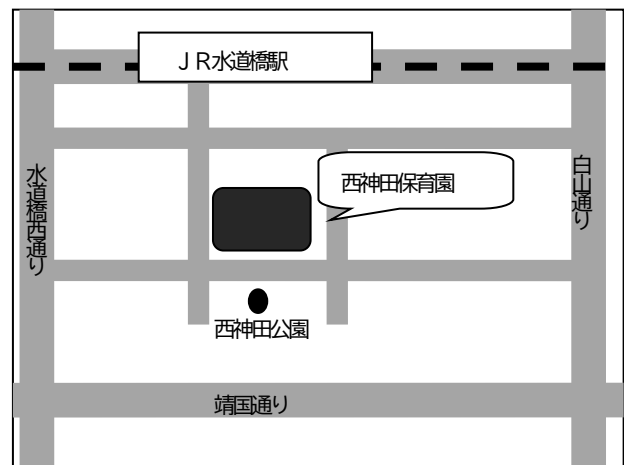 ＪＲ水道橋駅
西神田保育園
水道橋西通り
白山通り
西神田公園
靖国通り